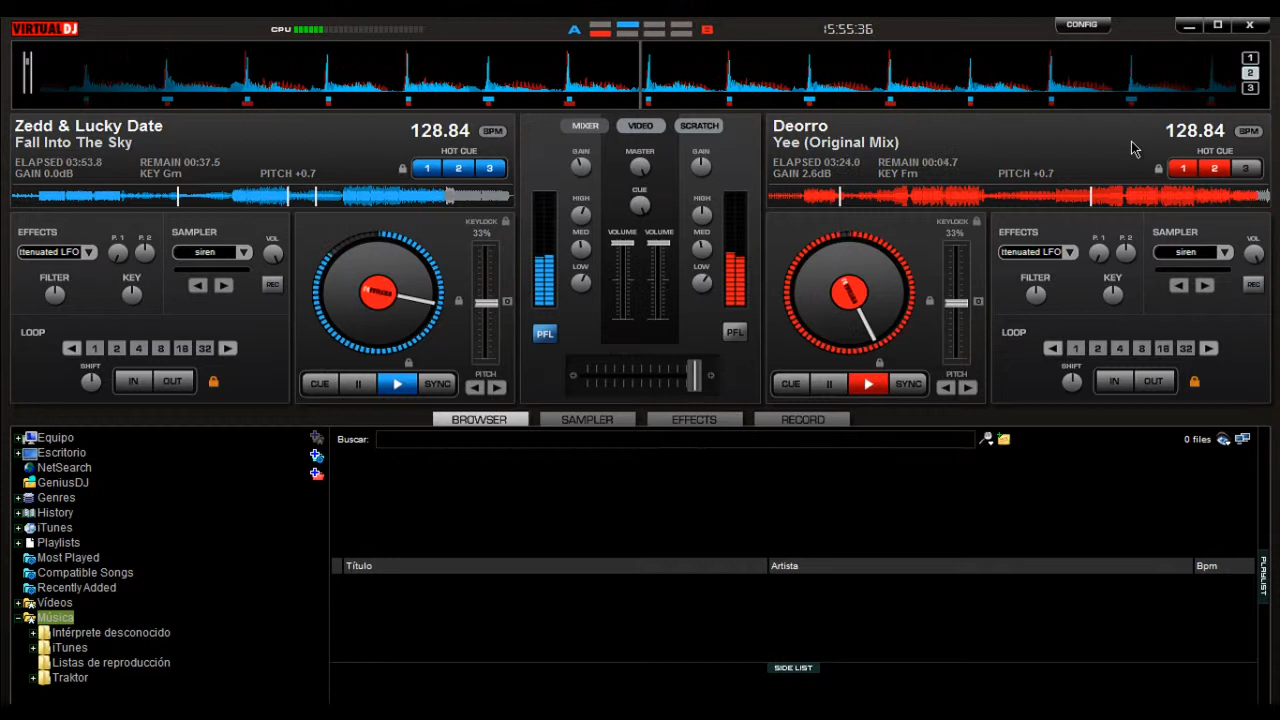 VIRTUAL DJ
CPU
A
B
15:55:36
CONFIG
1
2
3
Zedd & Lucky Date
Fall Into The Sky
128.84 BPM
HOT CUE
ELAPSED 03:53.8 REMAIN 00:37.5
GAIN 0.0dB KEY Gm PITCH +0.7
1 2 3
MIXER VIDEO SCRATCH
GAIN MASTER GAIN
CUE
HIGH HIGH
MED VOLUME VOLUME MED
LOW LOW
PFL PFL
Deorro
Yee (Original Mix)
128.84 BPM
HOT CUE
ELAPSED 03:24.0 REMAIN 00:04.7
GAIN 2.6dB KEY Fm PITCH +0.7
1 2 3
EFFECTS P. 1 P. 2 SAMPLER VOL
ttenuated LFO siren
FILTER KEY REC
LOOP
1 2 4 8 16 32
SHIFT IN OUT
KEYLOCK
33%
0
CUE SYNC PITCH
KEYLOCK
33%
0
CUE SYNC PITCH
EFFECTS P. 1 P. 2 SAMPLER VOL
ttenuated LFO siren
FILTER KEY REC
LOOP
1 2 4 8 16 32
SHIFT IN OUT
BROWSER SAMPLER EFFECTS RECORD
Equipo
Escritorio
NetSearch
GeniusDJ
Genres
History
iTunes
Playlists
Most Played
Compatible Songs
Recently Added
Vídeos
Música
Intérprete desconocido
iTunes
Listas de reproducción
Traktor
Buscar:
0 files
Título Artista Bpm
SIDE LIST
PLAYLIST